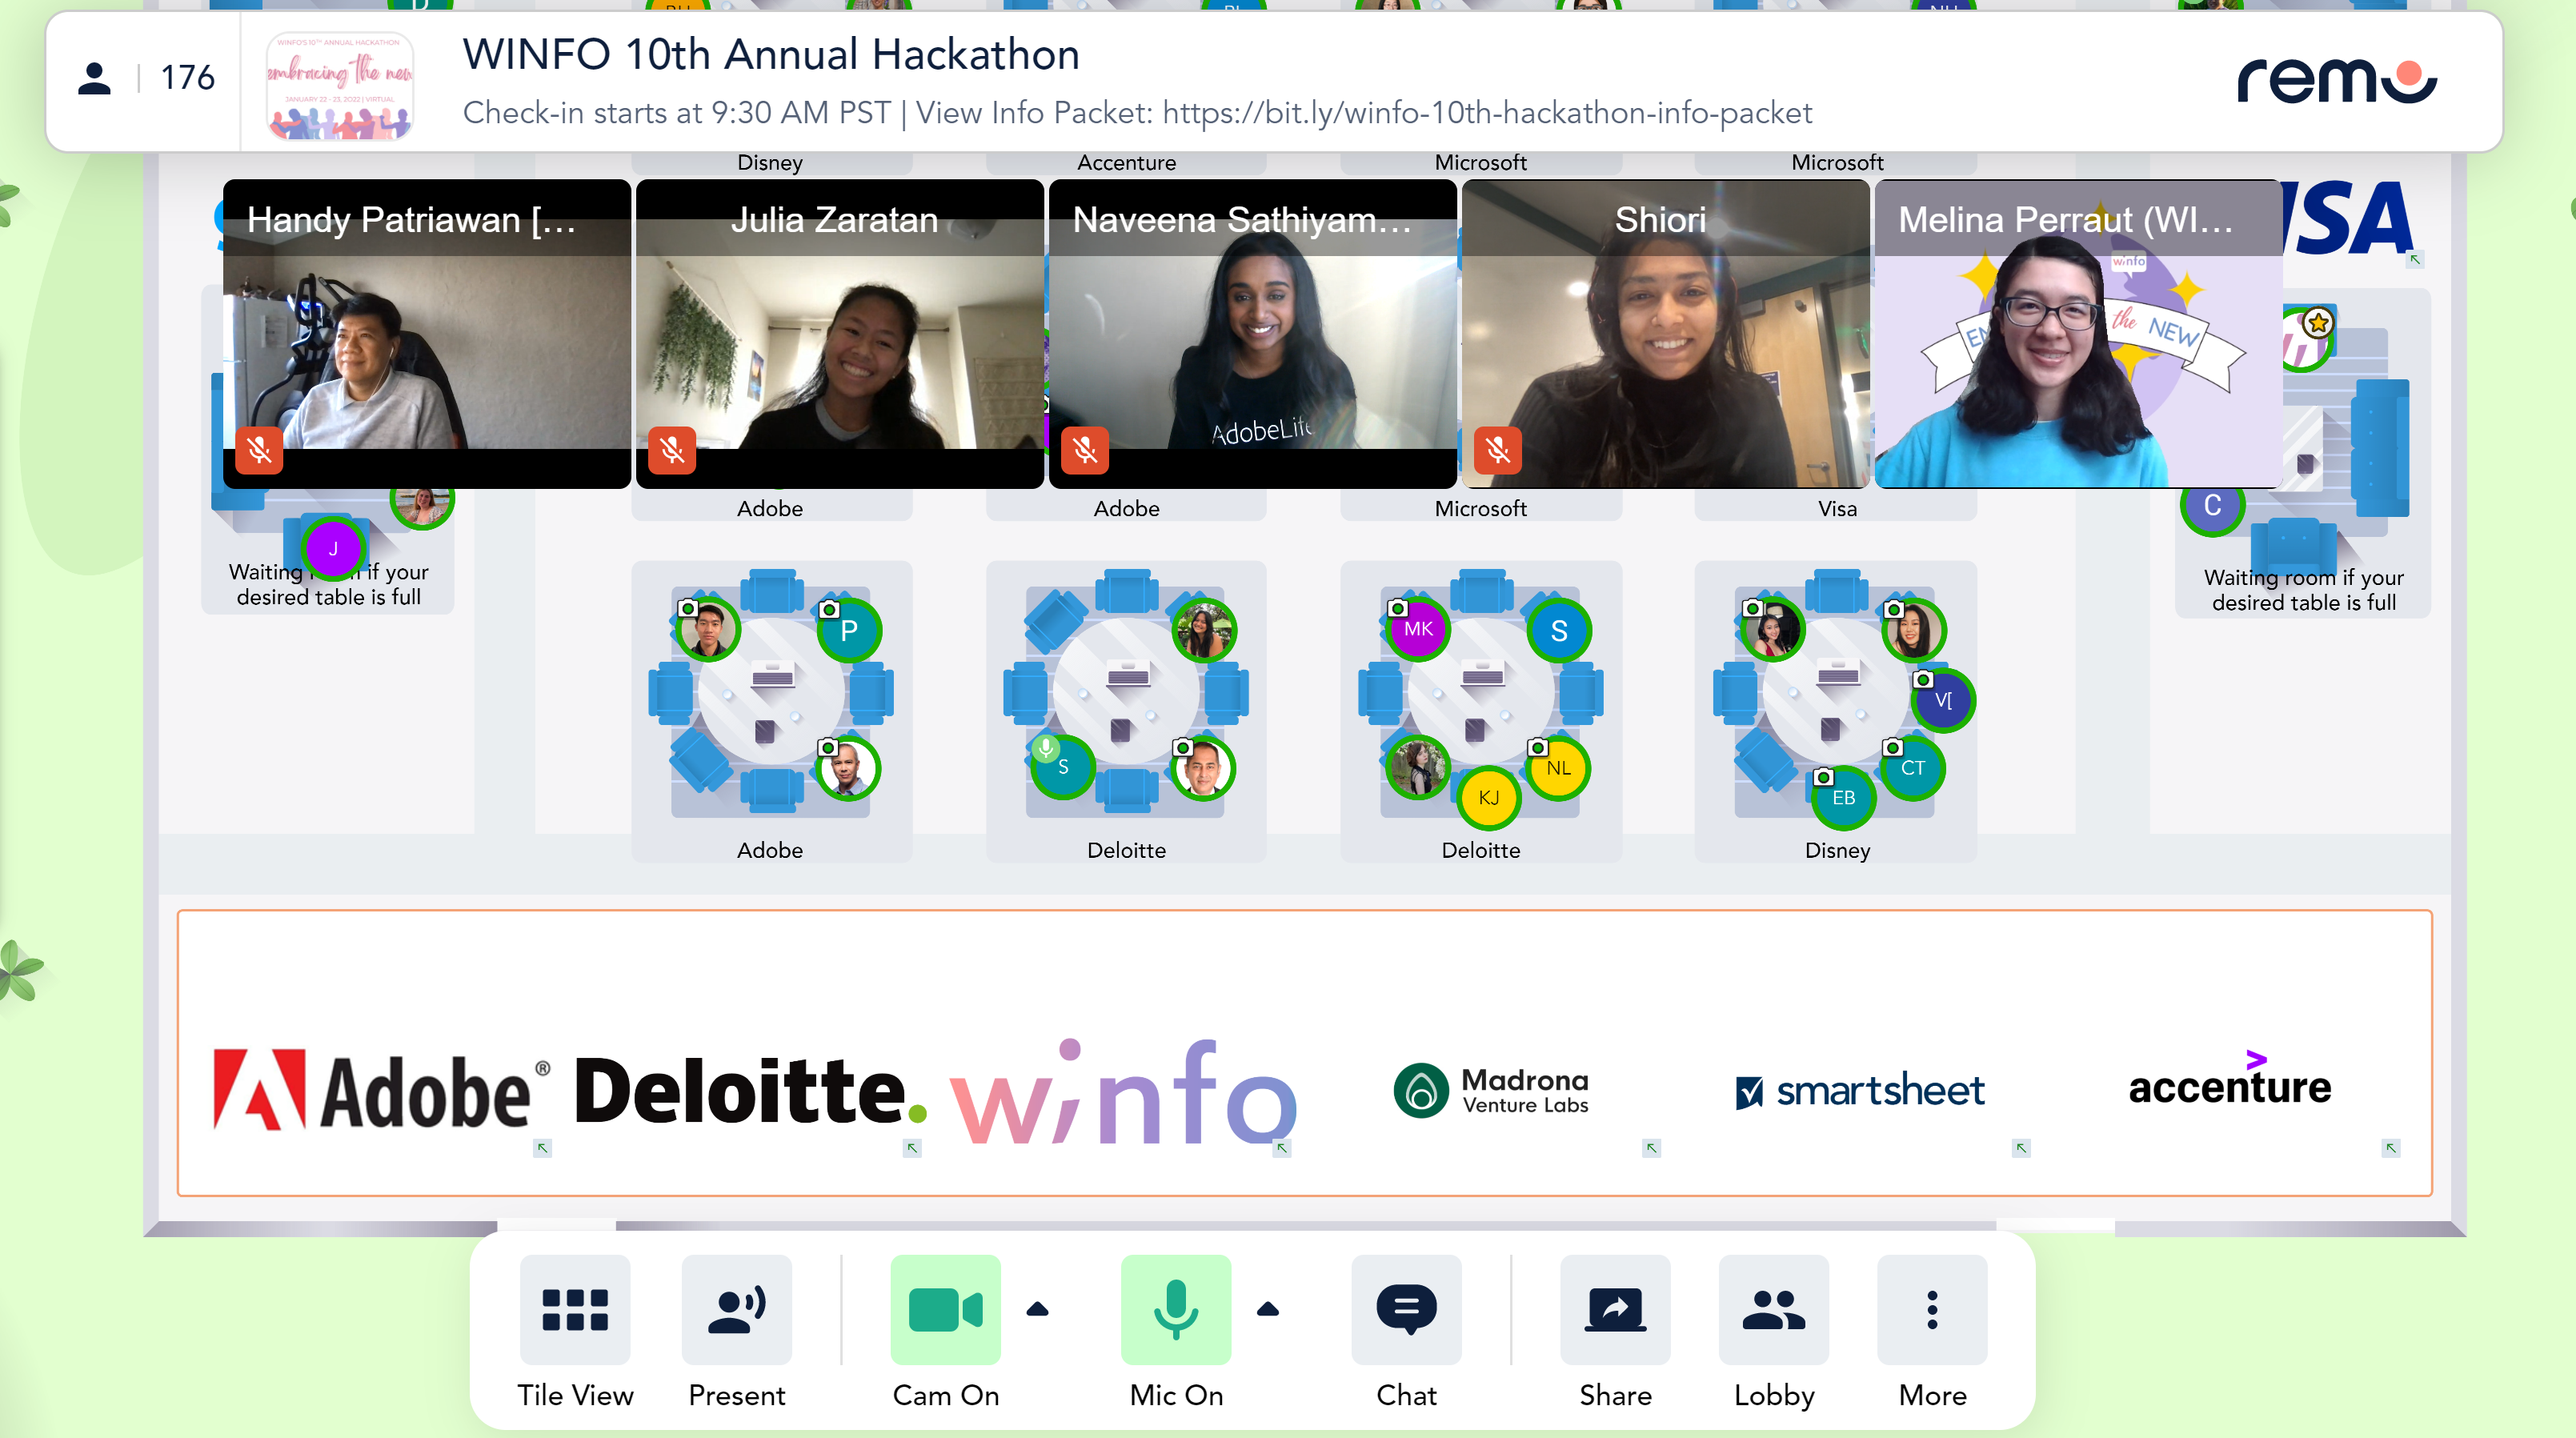 176
WINFO'S 10TH ANNUAL HACKATHON
embracing the new
JANUARY 22 - 23, 2022 | VIRTUAL
WINFO 10th Annual Hackathon
Check-in starts at 9:30 AM PST | View Info Packet: https://bit.ly/winfo-10th-hackathon-info-packet
remo
Disney
Accenture
Microsoft
Microsoft
VISA
Handy Patriawan [...
Julia Zaratan
Naveena Sathiyam...
Shiori
Melina Perraut (WI...
winfo
the NEW
AdobeLife
Adobe
Adobe
Microsoft
Visa
C
J
Waiting room if your
desired table is full
Waiting room if your
desired table is full
P
MK
S
V[
S
NL
CT
KJ
EB
Adobe
Deloitte
Deloitte
Disney
Adobe®
Deloitte.
winfo
Madrona
Venture Labs
smartsheet
accenture
Tile View
Present
Cam On
Mic On
Chat
Share
Lobby
More